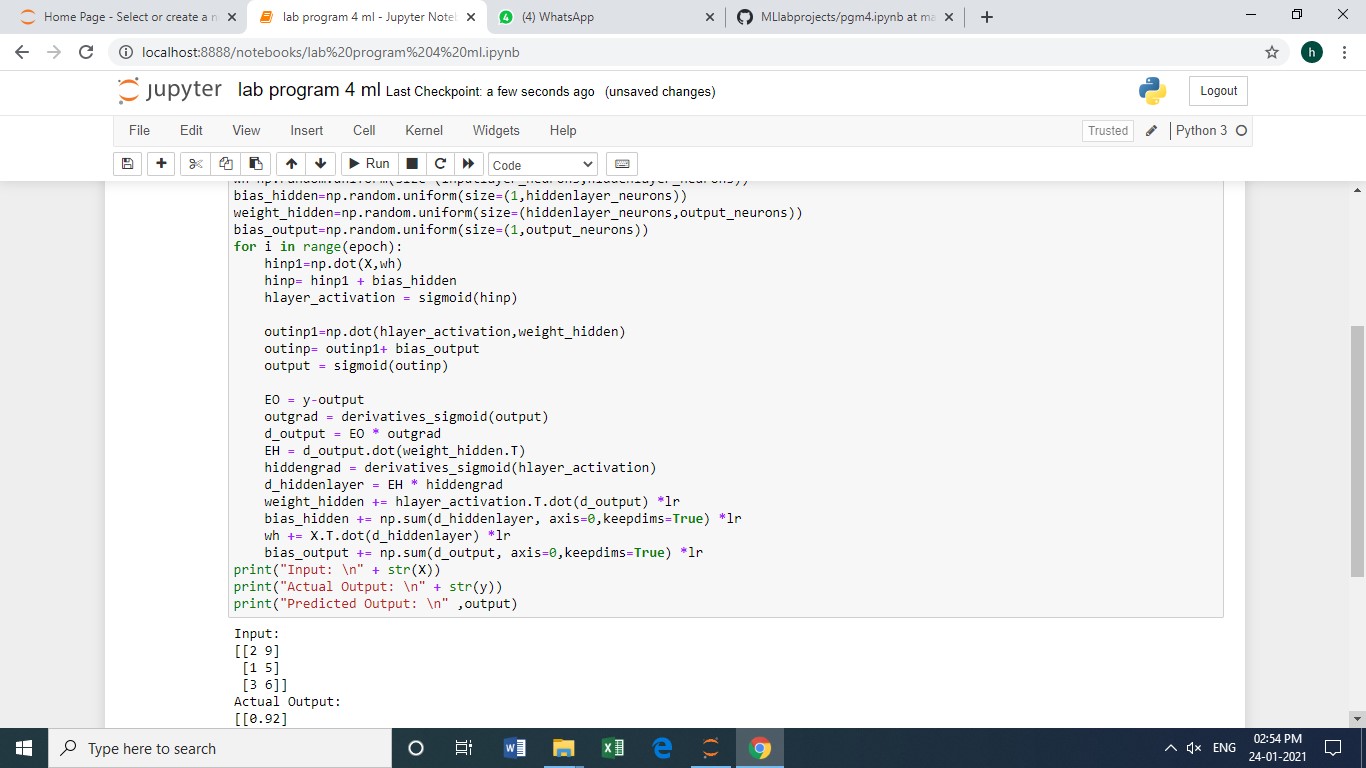 Home Page - Select or create a n
lab program 4 ml - Jupyter Note
(4) WhatsApp
MLlabprojects/pgm4.ipynb at ma
localhost:8888/notebooks/lab%20program%204%20ml.ipynb
h
jupyter lab program 4 ml Last Checkpoint: a few seconds ago (unsaved changes)
Logout
File Edit View Insert Cell Kernel Widgets Help
Trusted Python 3
Run Code
wh=np.random.uniform(size=(inputlayer_neurons,hiddenlayer_neurons))
bias_hidden=np.random.uniform(size=(1,hiddenlayer_neurons))
weight_hidden=np.random.uniform(size=(hiddenlayer_neurons,output_neurons))
bias_output=np.random.uniform(size=(1,output_neurons))
for i in range(epoch):
    hinp1=np.dot(X,wh)
    hinp= hinp1 + bias_hidden
    hlayer_activation = sigmoid(hinp)
    outinp1=np.dot(hlayer_activation,weight_hidden)
    outinp= outinp1+ bias_output
    output = sigmoid(outinp)
    EO = y-output
    outgrad = derivatives_sigmoid(output)
    d_output = EO * outgrad
    EH = d_output.dot(weight_hidden.T)
    hiddengrad = derivatives_sigmoid(hlayer_activation)
    d_hiddenlayer = EH * hiddengrad
    weight_hidden += hlayer_activation.T.dot(d_output) *lr
    bias_hidden += np.sum(d_hiddenlayer, axis=0,keepdims=True) *lr
    wh += X.T.dot(d_hiddenlayer) *lr
    bias_output += np.sum(d_output, axis=0,keepdims=True) *lr
print("Input: \n" + str(X))
print("Actual Output: \n" + str(y))
print("Predicted Output: \n" ,output)
Input:
[[2 9]
 [1 5]
 [3 6]]
Actual Output:
[[0.92]
Type here to search
ENG
02:54 PM
24-01-2021